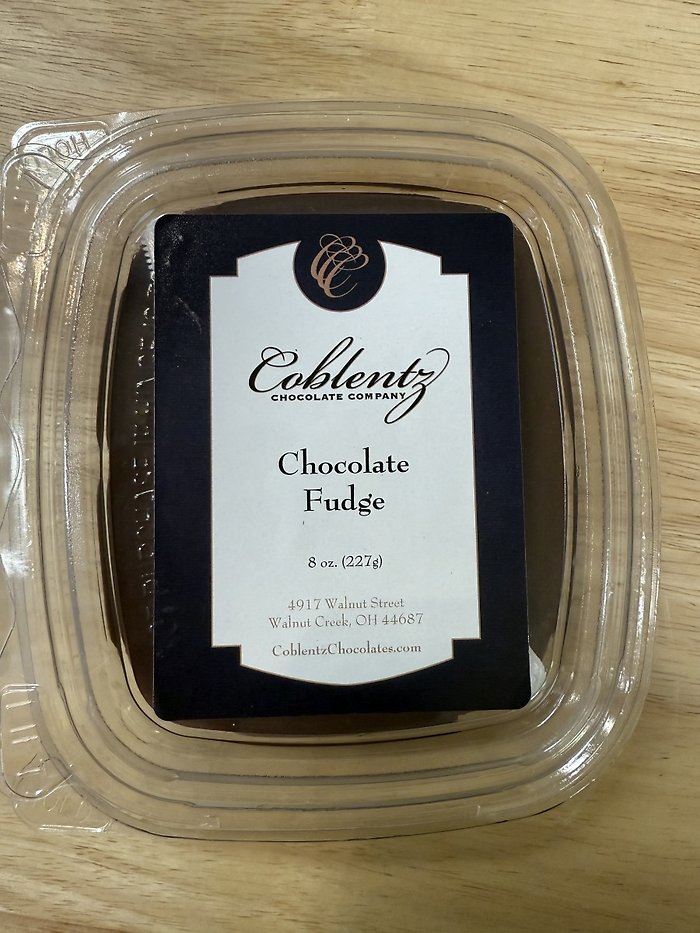 Coblentz
CHOCOLATE COMPANY
Chocolate
Fudge
8 oz. (227g)
4917 Walnut Street
Walnut Creek, OH 44687
CoblentzChocolates.com